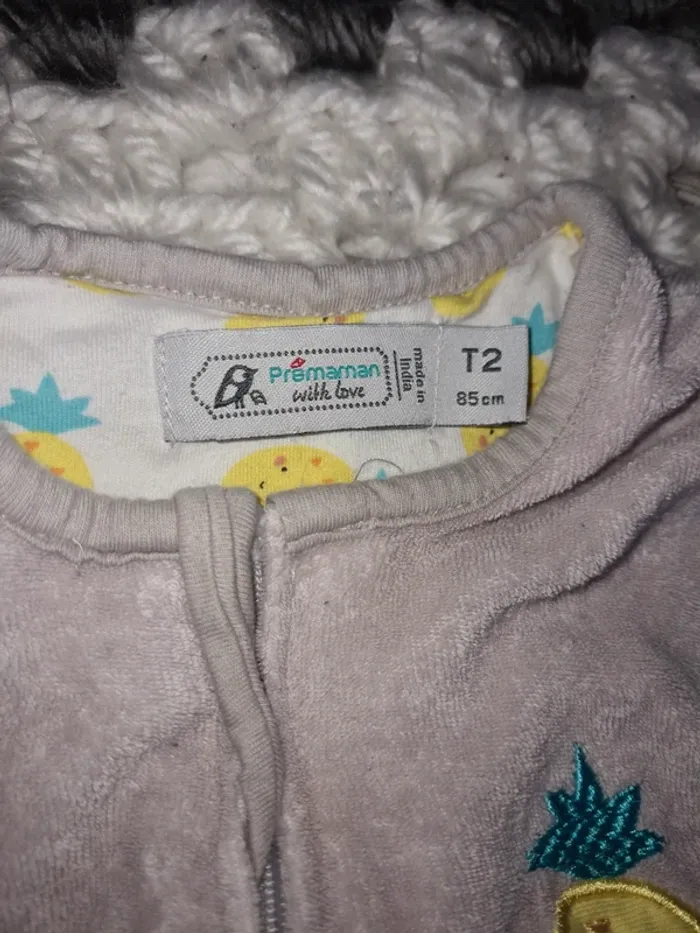 Prémaman
with love
made in
India
T2
85cm